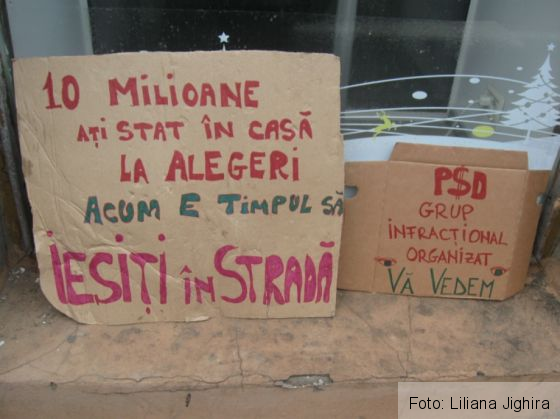 10 MILIOANE
AȚI STAT ÎN CASĂ
LA ALEGERI
ACUM E TIMPUL SĂ
IEȘIȚI ÎN STRADĂ
P$D
GRUP
INFRACȚIONAL
ORGANIZAT
VĂ VEDEM
Foto: Liliana Jighira